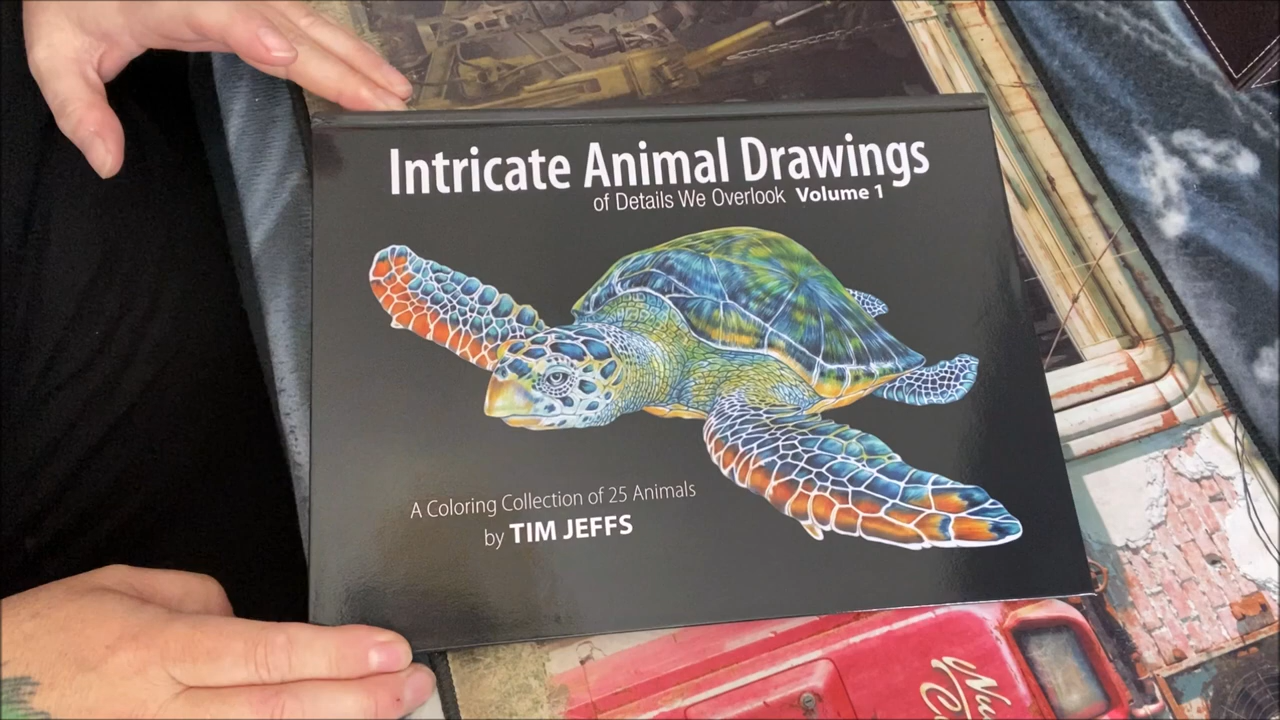 Intricate Animal Drawings
of Details We Overlook Volume 1
A Coloring Collection of 25 Animals
by TIM JEFFS